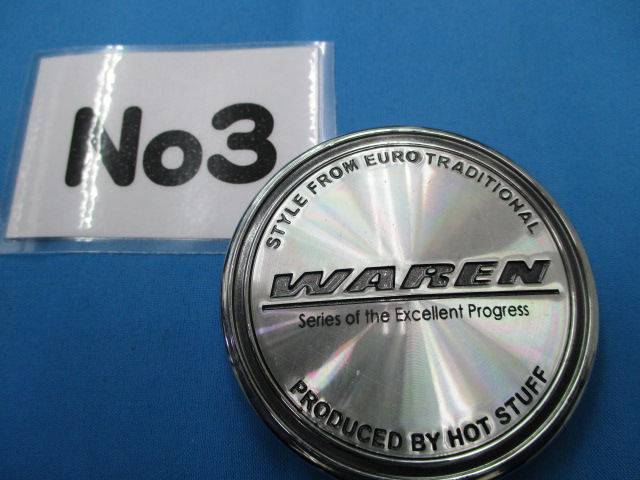 No3
STYLE FROM EURO TRADITIONAL
WAREN
Series of the Excellent Progress
PRODUCED BY HOT STUFF